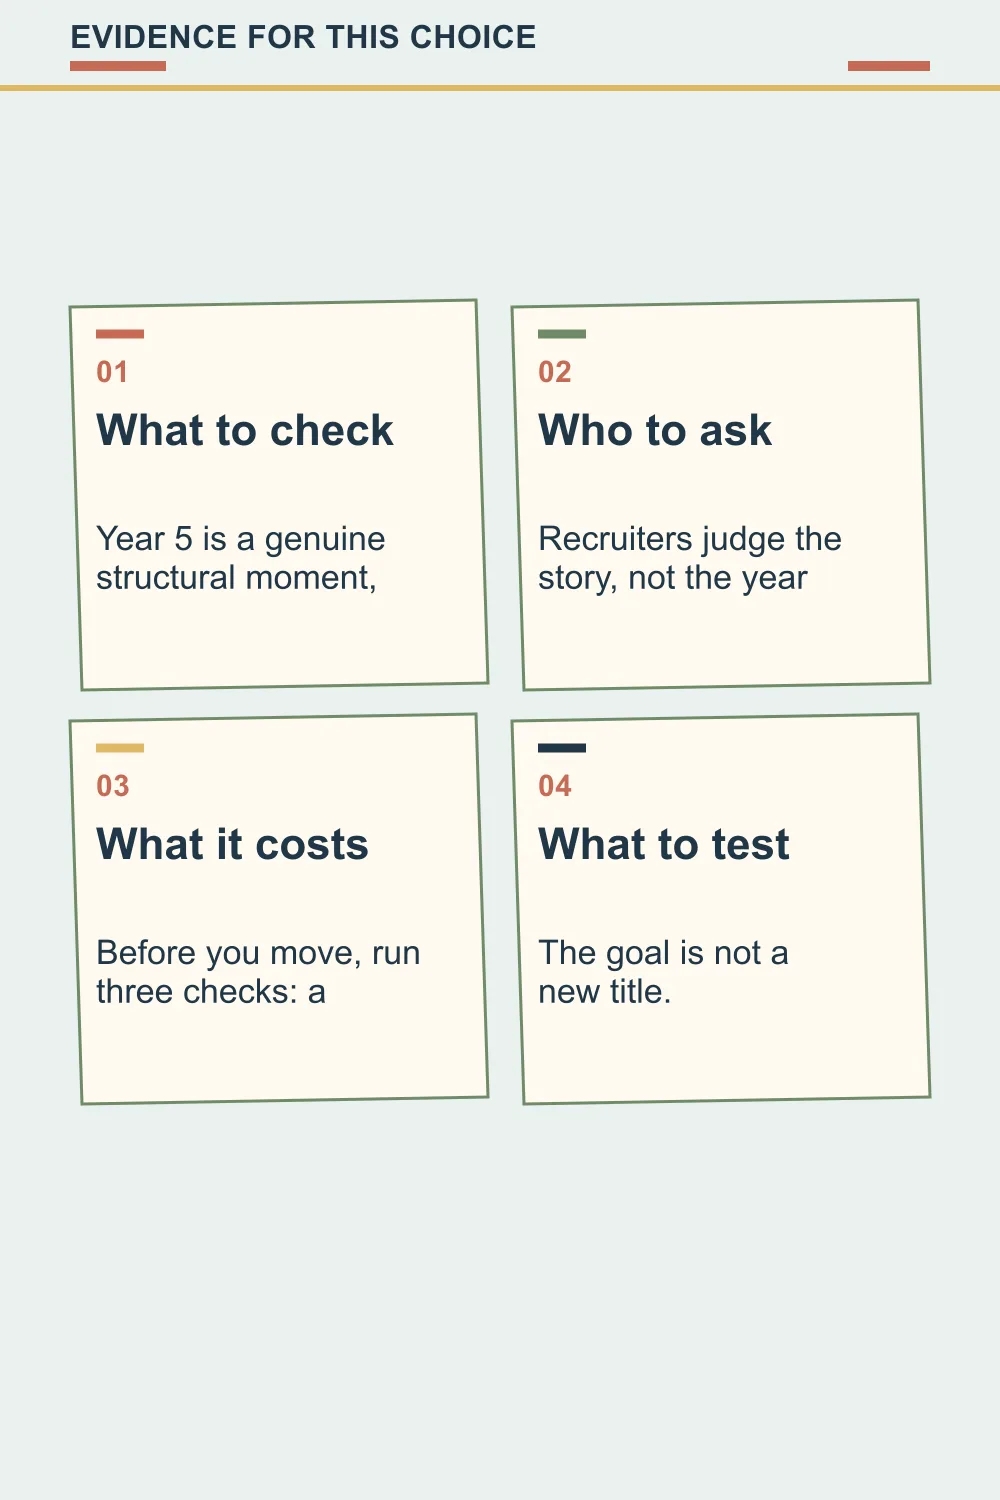 EVIDENCE FOR THIS CHOICE
01
What to check
Year 5 is a genuine
structural moment,
02
Who to ask
Recruiters judge the
story, not the year
03
What it costs
Before you move, run
three checks: a
04
What to test
The goal is not a
new title.